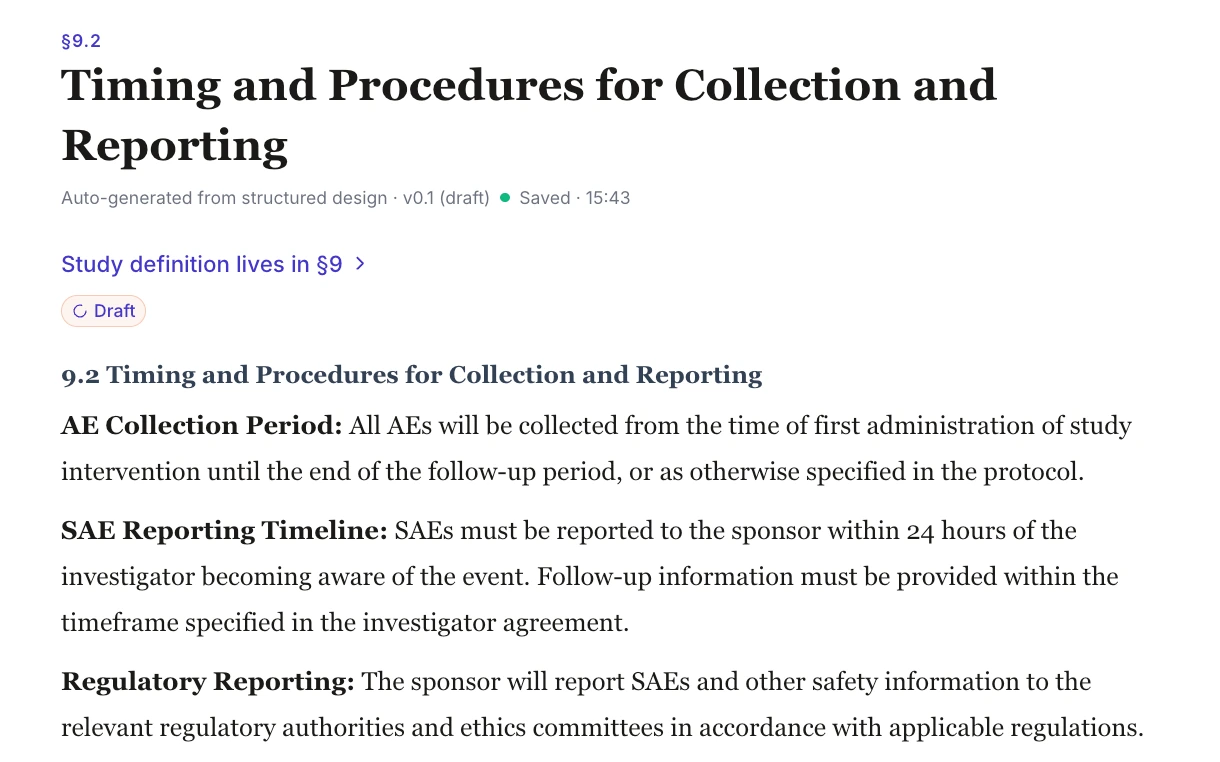 §9.2
Timing and Procedures for Collection and
Reporting
Auto-generated from structured design · v0.1 (draft) Saved · 15:43
Study definition lives in §9
Draft
9.2 Timing and Procedures for Collection and Reporting
AE Collection Period: All AEs will be collected from the time of first administration of study
intervention until the end of the follow-up period, or as otherwise specified in the protocol.
SAE Reporting Timeline: SAEs must be reported to the sponsor within 24 hours of the
investigator becoming aware of the event. Follow-up information must be provided within the
timeframe specified in the investigator agreement.
Regulatory Reporting: The sponsor will report SAEs and other safety information to the
relevant regulatory authorities and ethics committees in accordance with applicable regulations.